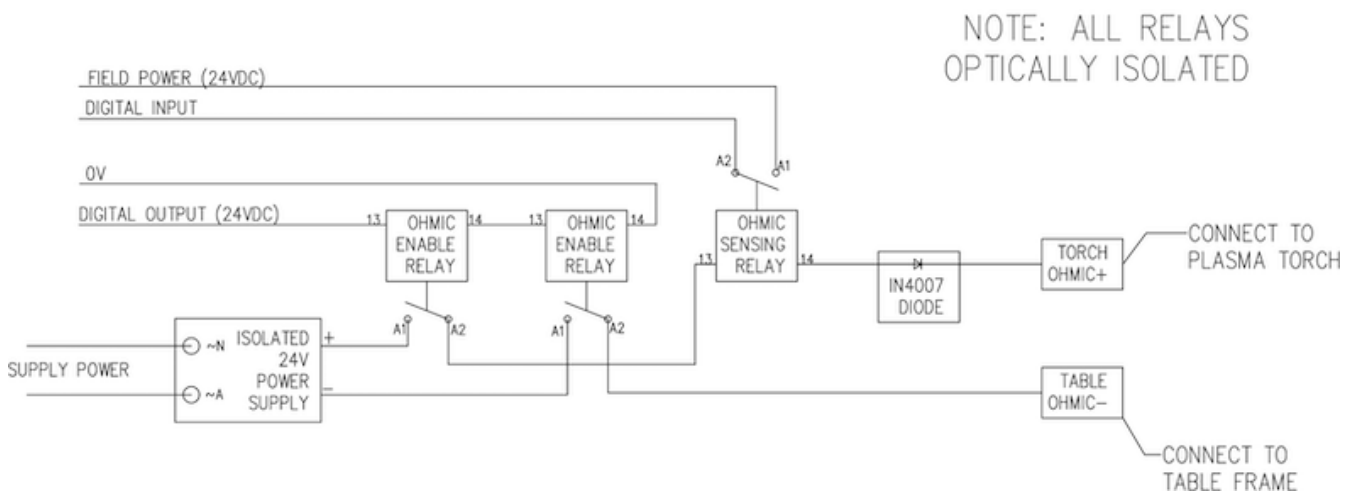 NOTE: ALL RELAYS
OPTICALLY ISOLATED
FIELD POWER (24VDC)
DIGITAL INPUT
A2
A1
0V
DIGITAL OUTPUT (24VDC)
13
OHMIC
ENABLE
RELAY
14
13
OHMIC
ENABLE
RELAY
14
OHMIC
SENSING
RELAY
13
14
IN4007
DIODE
TORCH
OHMIC+
CONNECT TO
PLASMA TORCH
A1
A2
A1
A2
SUPPLY POWER
~N
~A
ISOLATED
24V
POWER
SUPPLY
+
-
TABLE
OHMIC-
CONNECT TO
TABLE FRAME